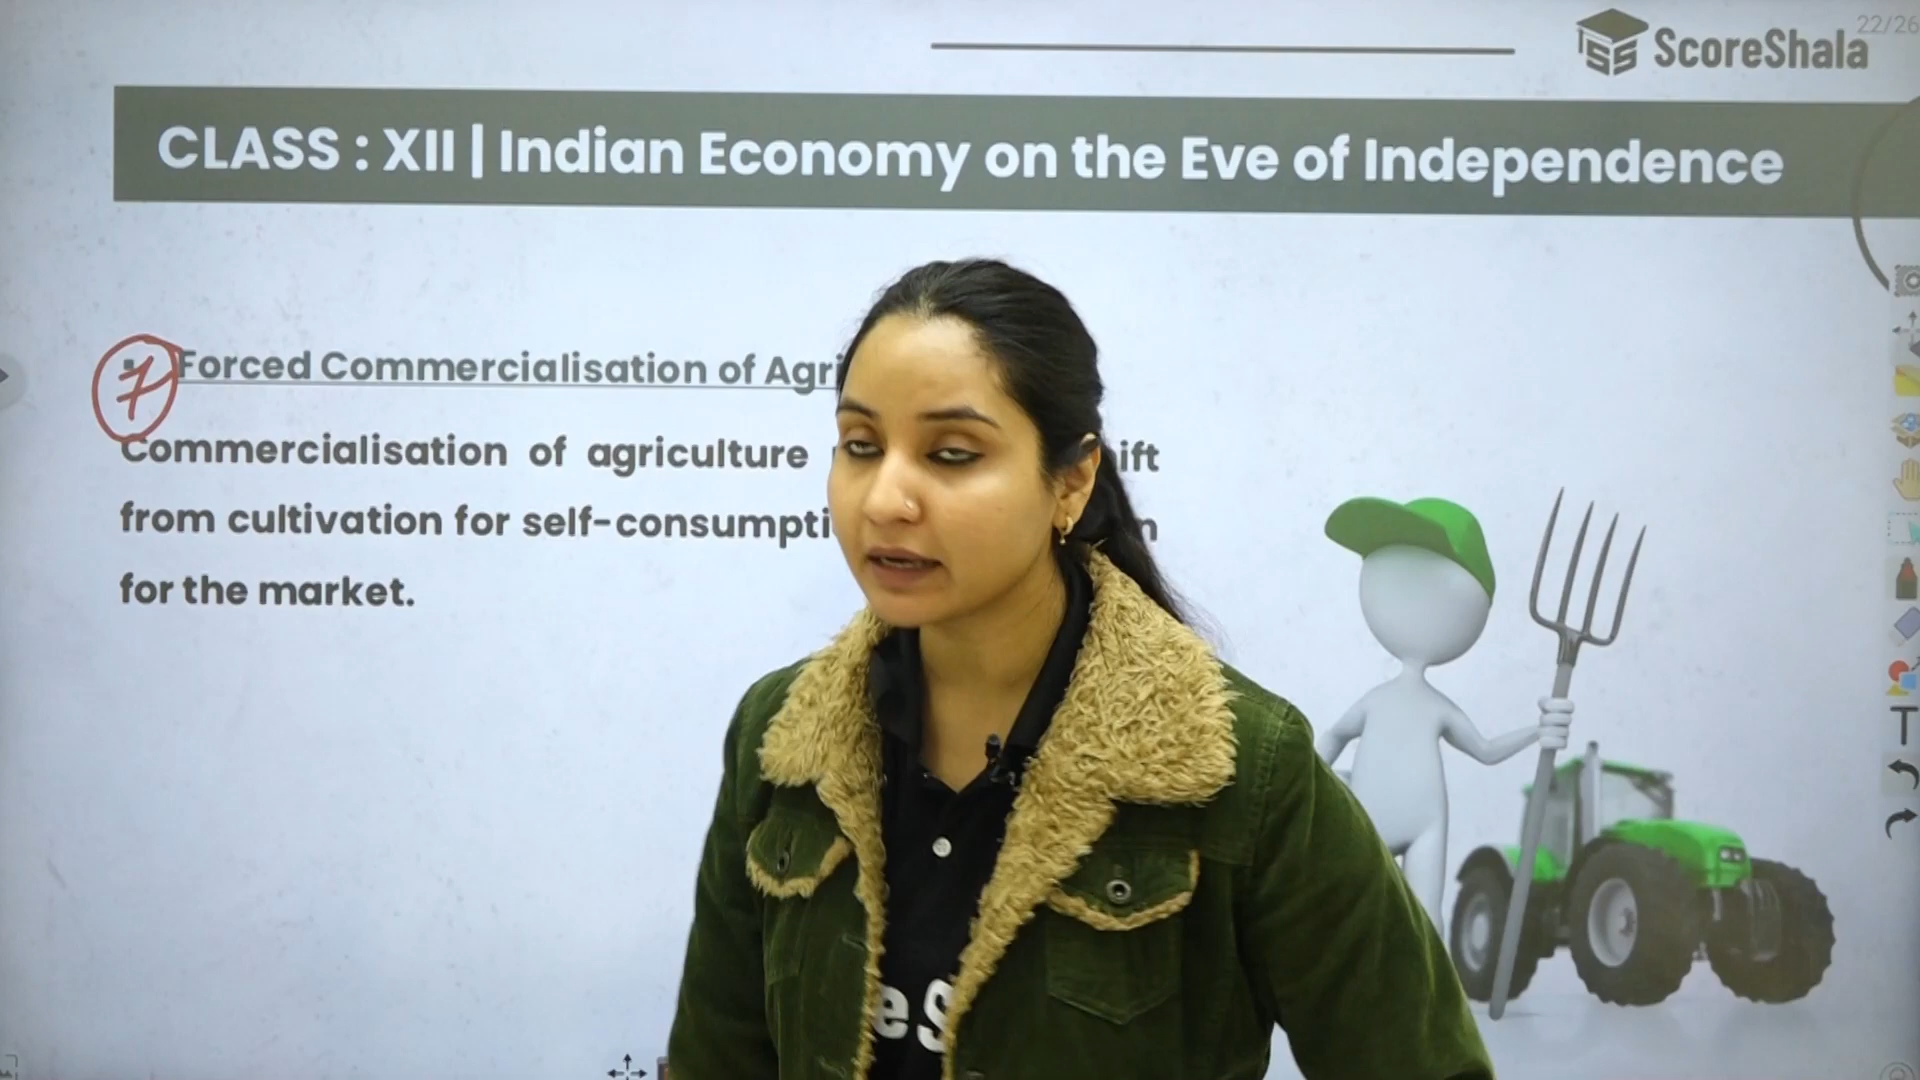 22/26
SS ScoreShala
CLASS : XII | Indian Economy on the Eve of Independence
7 Forced Commercialisation of Agri
Commercialisation of agriculture ift
from cultivation for self-consumpti n
for the market.
e S
T